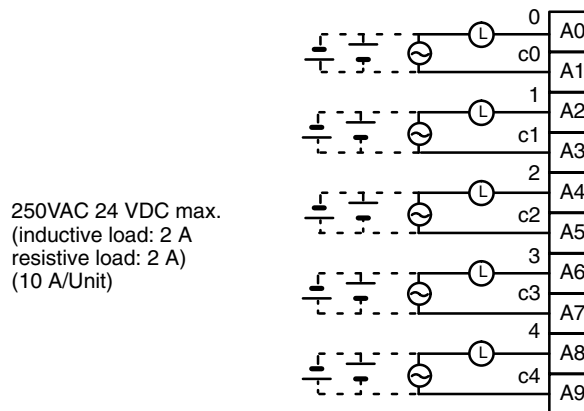 0
L
A0
c0
A1
1
L
A2
c1
A3
250VAC 24 VDC max.
(inductive load: 2 A
resistive load: 2 A)
(10 A/Unit)
2
L
A4
c2
A5
3
L
A6
c3
A7
4
L
A8
c4
A9